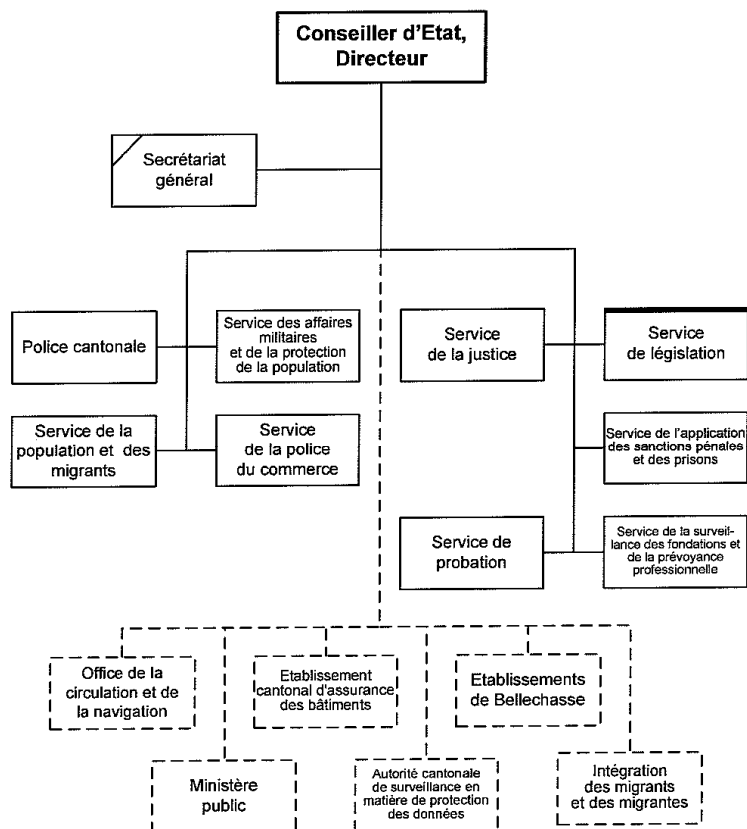 Conseiller d'Etat,
Directeur
Secrétariat
général
Police cantonale
Service des affaires
militaires
et de la protection
de la population
Service
de la justice
Service
de législation
Service de la
population et des
migrants
Service
de la police
du commerce
Service de l'application
des sanctions pénales
et des prisons
Service de
probation
Service de la surveil-
lance des fondations et
de la prévoyance
professionnelle
Office de la
circulation et de
la navigation
Etablissement
cantonal d'assurance
des bâtiments
Etablissements
de Bellechasse
Ministère
public
Autorité cantonale
de surveillance en
matière de protection
des données
Intégration
des migrants
et des migrantes